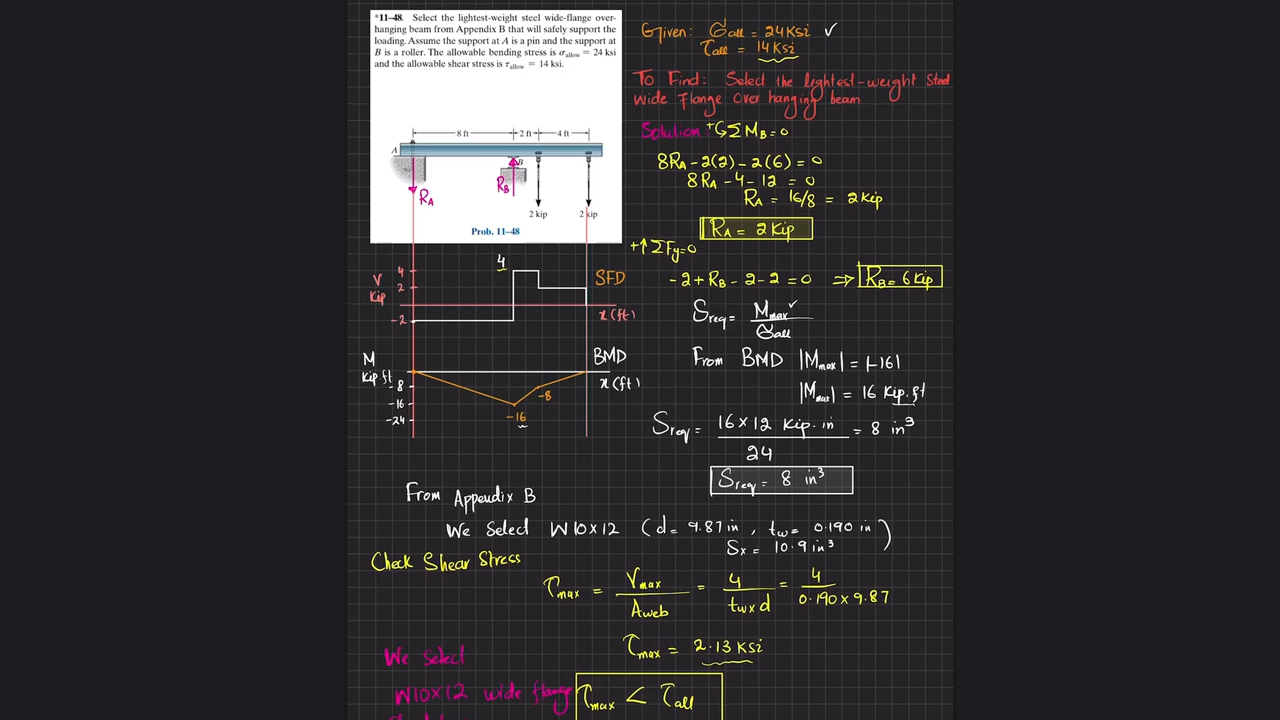 *11–48. Select the lightest-weight steel wide-flange over-
hanging beam from Appendix B that will safely support the
loading. Assume the support at A is a pin and the support at
B is a roller. The allowable bending stress is σallow = 24 ksi
and the allowable shear stress is τallow = 14 ksi.
8 ft
2 ft
4 ft
A
B
RA
RB
2 kip
2 kip
Prob. 11–48
V
Kip
4
2
-2
4
SFD
x(ft)
M
Kip ft
-8
-16
-24
-16
-8
BMD
x(ft)
Given: σall = 24 Ksi ✓
τall = 14 Ksi
To Find: Select the lightest-weight Steel
Wide Flange Over hanging beam
Solution: +↺ ΣMB = 0
8RA - 2(2) - 2(6) = 0
8RA - 4 - 12 = 0
RA = 16/8 = 2 Kip
RA = 2 Kip
+↑ ΣFy=0
-2 + RB - 2 - 2 = 0 ⇒ RB = 6 Kip
Sreq = Mmax ✓ / σall
From BMD |Mmax| = |-16|
|Mmax| = 16 Kip.ft
Sreq = 16 × 12 Kip.in / 24 = 8 in³
Sreq = 8 in³
From Appendix B
We Select W10×12 (d = 9.87 in, tw = 0.190 in
Sx = 10.9 in³)
Check Shear Stress
τmax = Vmax / Aweb = 4 / tw×d = 4 / 0.190 × 9.87
τmax = 2.13 Ksi
We Select
W10×12 wide flange
τmax < τall